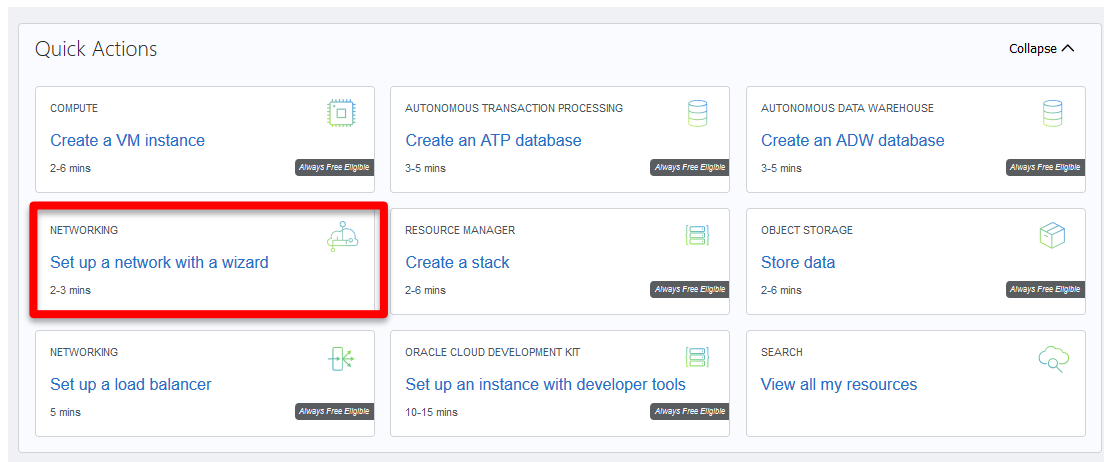 Quick Actions
Collapse
COMPUTE
Create a VM instance
2-6 mins
Always Free Eligible
AUTONOMOUS TRANSACTION PROCESSING
Create an ATP database
3-5 mins
Always Free Eligible
AUTONOMOUS DATA WAREHOUSE
Create an ADW database
3-5 mins
Always Free Eligible
NETWORKING
Set up a network with a wizard
2-3 mins
RESOURCE MANAGER
Create a stack
2-6 mins
Always Free Eligible
OBJECT STORAGE
Store data
2-6 mins
Always Free Eligible
NETWORKING
Set up a load balancer
5 mins
Always Free Eligible
ORACLE CLOUD DEVELOPMENT KIT
Set up an instance with developer tools
10-15 mins
Always Free Eligible
SEARCH
View all my resources